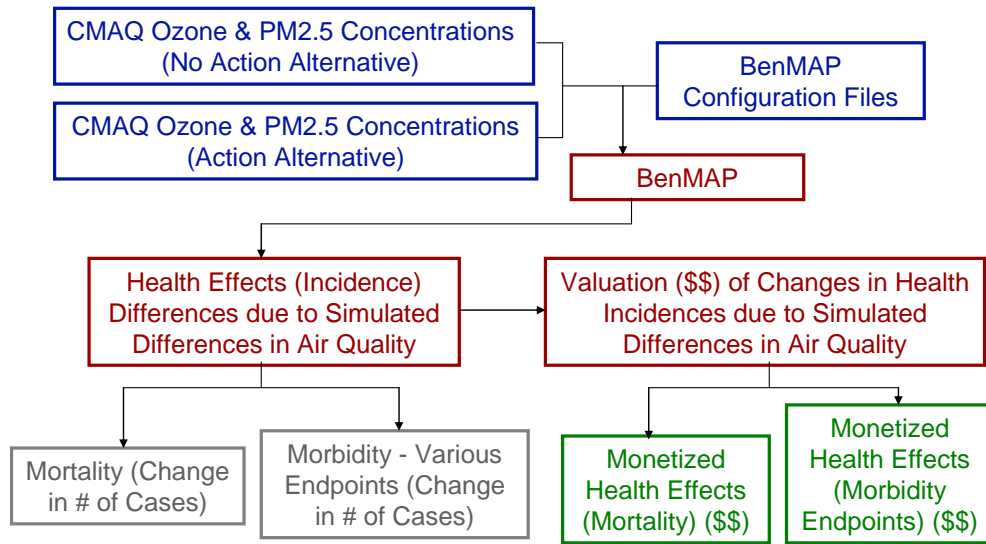 CMAQ Ozone & PM2.5 Concentrations
(No Action Alternative)
BenMAP
Configuration Files
CMAQ Ozone & PM2.5 Concentrations
(Action Alternative)
BenMAP
Health Effects (Incidence)
Differences due to Simulated
Differences in Air Quality
Valuation ($$) of Changes in Health
Incidences due to Simulated
Differences in Air Quality
Mortality (Change
in # of Cases)
Morbidity - Various
Endpoints (Change
in # of Cases)
Monetized
Health Effects
(Mortality) ($$)
Monetized
Health Effects
(Morbidity
Endpoints) ($$)